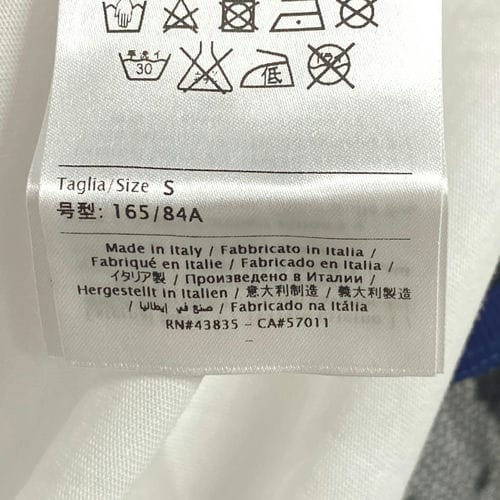 手洗イ
30
低
Taglia/Size S
号型: 165/84A
Made in Italy / Fabbricato in Italia /
Fabriqué en Italie / Fabricado en Italia /
イタリア製 / Произведено в Италии /
Hergestellt in Italien / 意大利制造 / 義大利製造
/ صنع في إيطاليا / Fabricado na Itália
RN#43835 - CA#57011